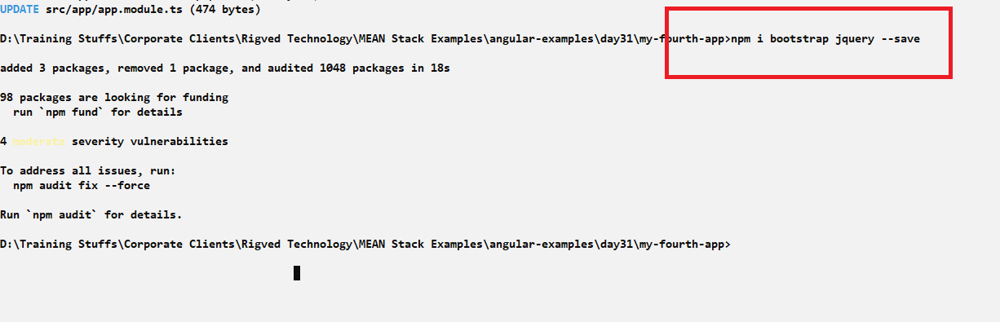 UPDATE src/app/app.module.ts (474 bytes)
D:\Training Stuffs\Corporate Clients\Rigved Technology\MEAN Stack Examples\angular-examples\day31\my-fourth-app>npm i bootstrap jquery --save
added 3 packages, removed 1 package, and audited 1048 packages in 18s
98 packages are looking for funding
run `npm fund` for details
4 moderate severity vulnerabilities
To address all issues, run:
npm audit fix --force
Run `npm audit` for details.
D:\Training Stuffs\Corporate Clients\Rigved Technology\MEAN Stack Examples\angular-examples\day31\my-fourth-app>